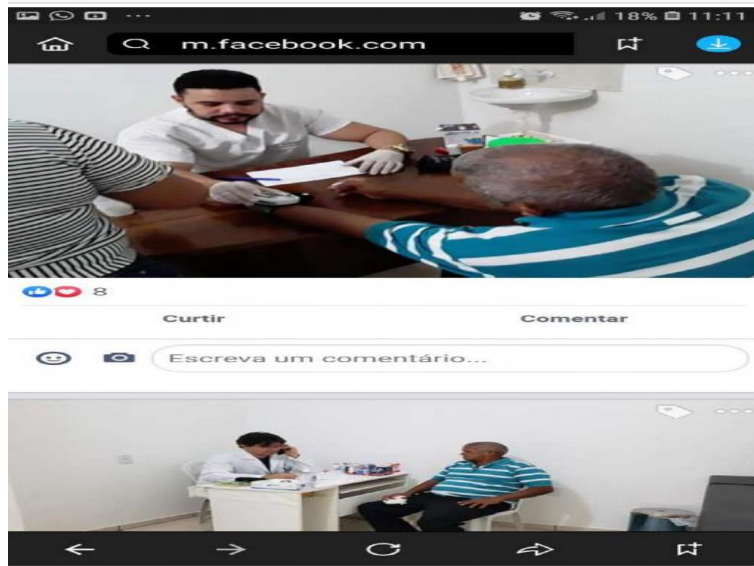 18% 11:11
m.facebook.com
8
Curtir Comentar
Escreva um comentário...